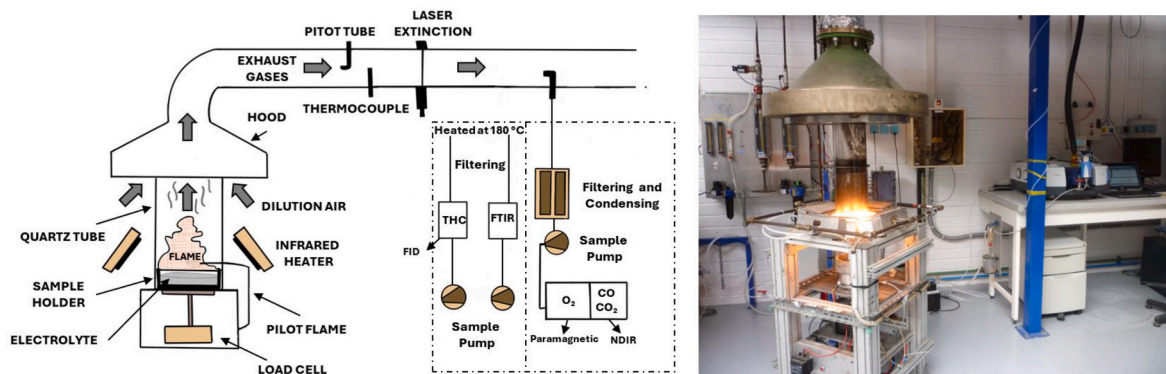 LASER
EXTINCTION
PITOT TUBE
EXHAUST
GASES
THERMOCOUPLE
HOOD
Heated at 180 °C
Filtering
Filtering and
Condensing
DILUTION AIR
THC
FTIR
QUARTZ TUBE
INFRARED
HEATER
FLAME
FID
Sample
Pump
SAMPLE
HOLDER
O₂
CO
CO₂
ELECTROLYTE
PILOT FLAME
Sample
Pump
Paramagnetic
NDIR
LOAD CELL